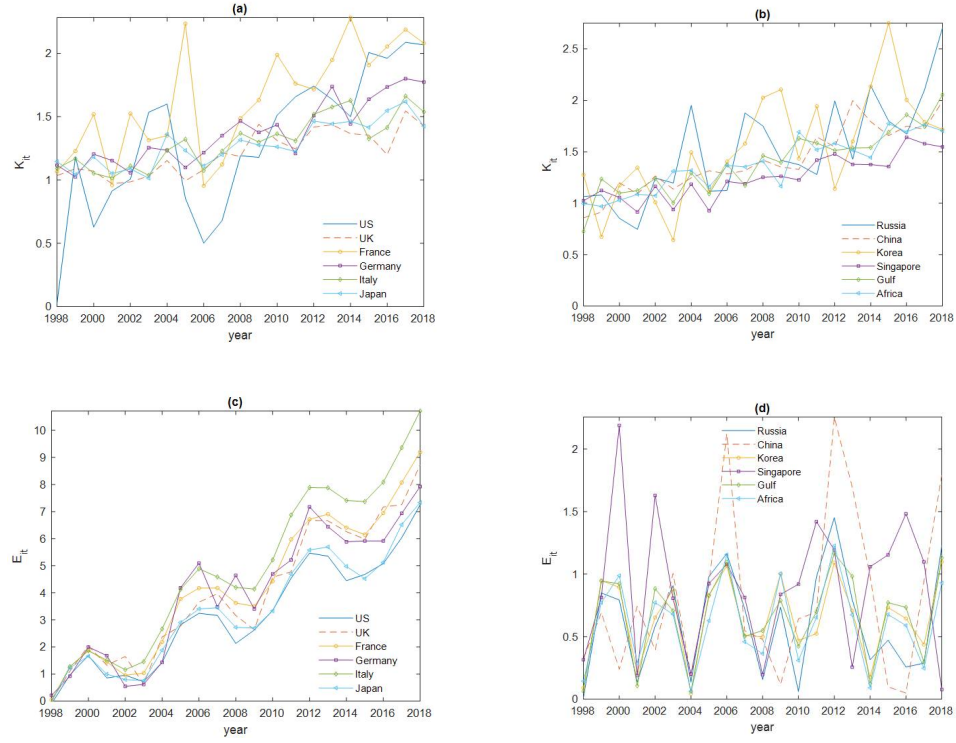 (a)
K_it
2
1.5
1
0.5
0
1998 2000 2002 2004 2006 2008 2010 2012 2014 2016 2018
year
US
UK
France
Germany
Italy
Japan
(b)
K_it
2.5
2
1.5
1
0.5
0
1998 2000 2002 2004 2006 2008 2010 2012 2014 2016 2018
year
Russia
China
Korea
Singapore
Gulf
Africa
(c)
E_it
10
9
8
7
6
5
4
3
2
1
0
1998 2000 2002 2004 2006 2008 2010 2012 2014 2016 2018
year
US
UK
France
Germany
Italy
Japan
(d)
E_it
2
1.5
1
0.5
0
1998 2000 2002 2004 2006 2008 2010 2012 2014 2016 2018
year
Russia
China
Korea
Singapore
Gulf
Africa